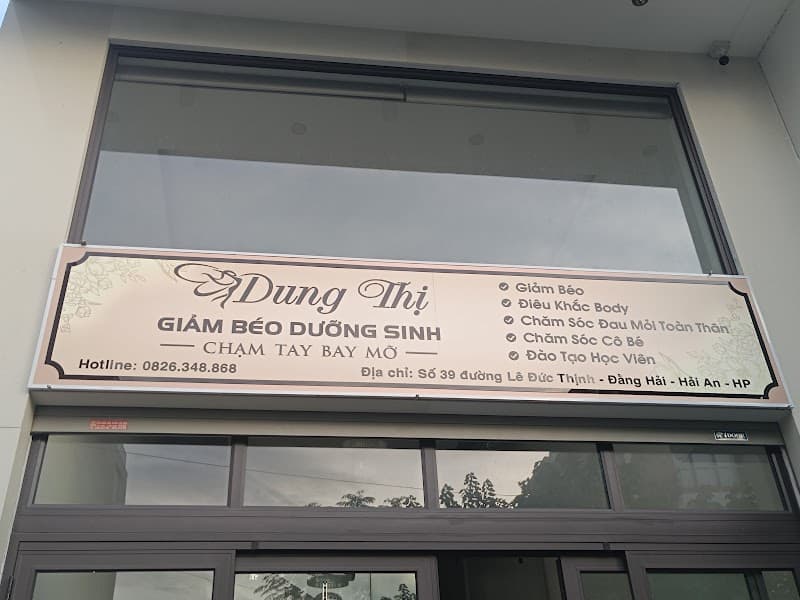 Dung Thị
GIẢM BÉO DƯỠNG SINH
CHẠM TAY BAY MỠ
Hotline: 0826.348.868
Giảm Béo
Điêu Khắc Body
Chăm Sóc Đau Mỏi Toàn Thân
Chăm Sóc Cô Bé
Đào Tạo Học Viên
Địa chỉ: Số 39 đường Lê Đức Thịnh - Đằng Hải - Hải An - HP